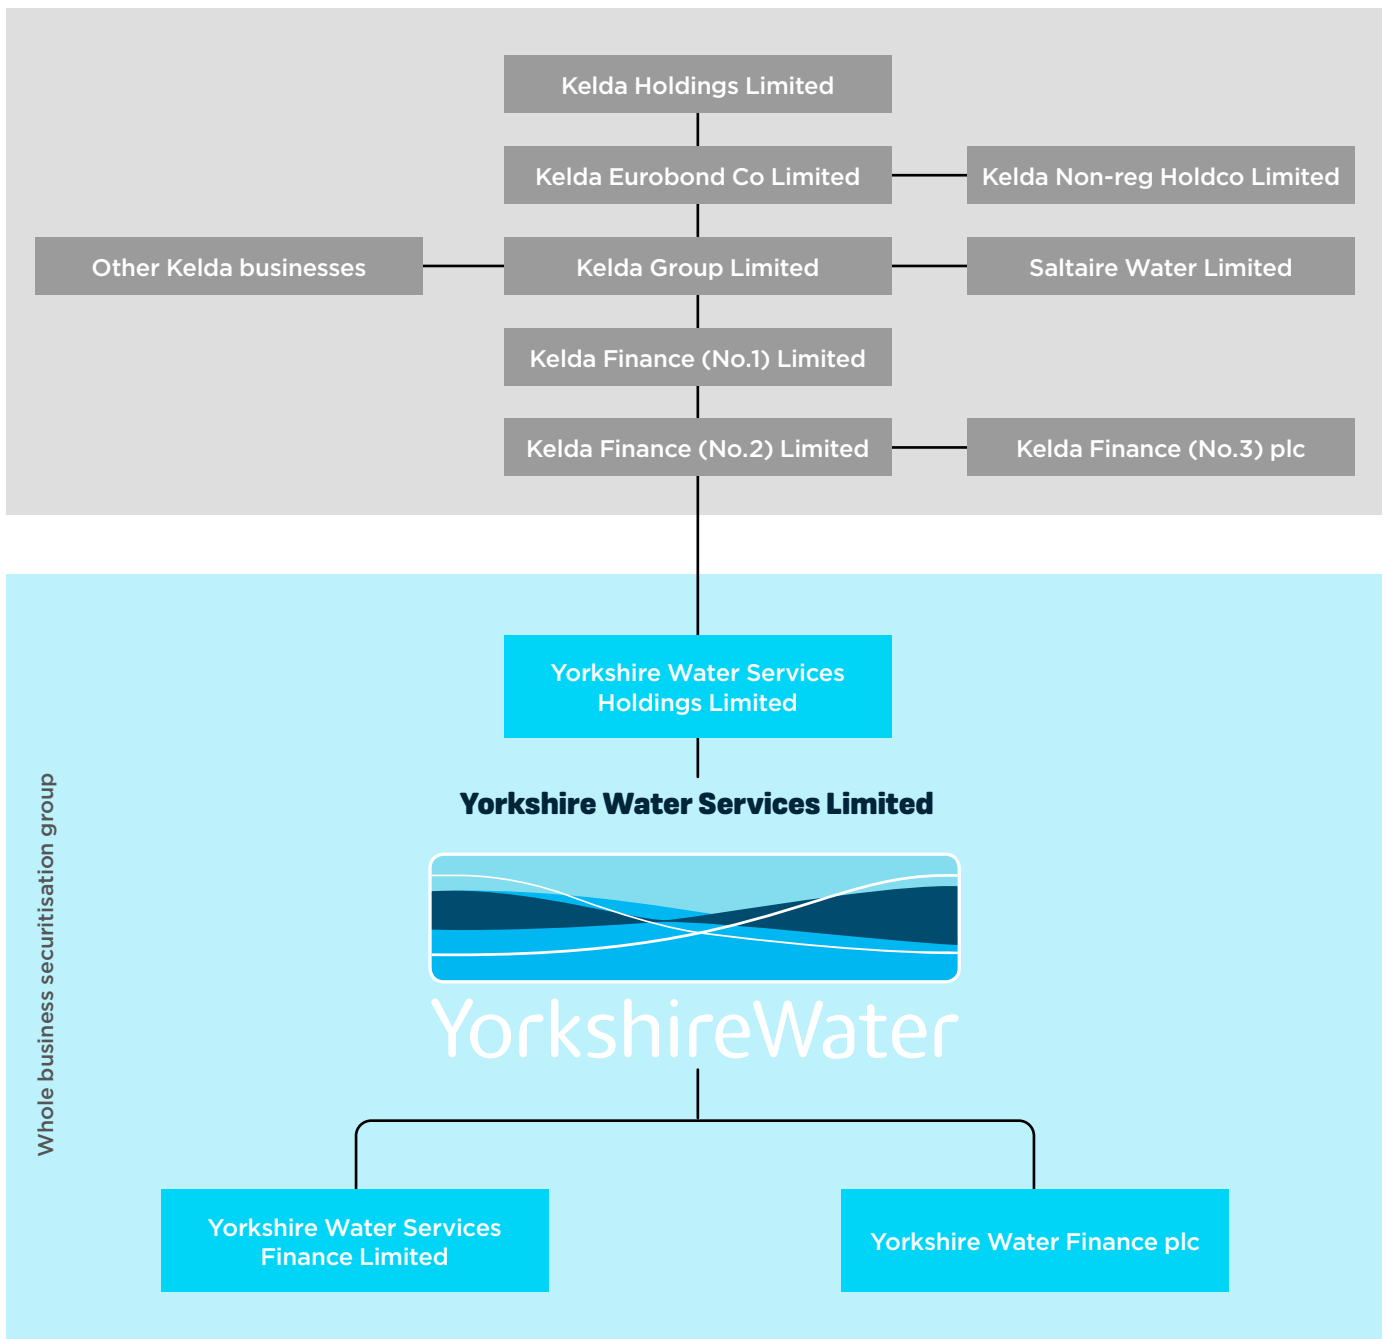 Kelda Holdings Limited
Kelda Eurobond Co Limited
Kelda Non-reg Holdco Limited
Other Kelda businesses
Kelda Group Limited
Saltaire Water Limited
Kelda Finance (No.1) Limited
Kelda Finance (No.2) Limited
Kelda Finance (No.3) plc
Whole business securitisation group
Yorkshire Water Services
Holdings Limited
Yorkshire Water Services Limited
YorkshireWater
Yorkshire Water Services
Finance Limited
Yorkshire Water Finance plc